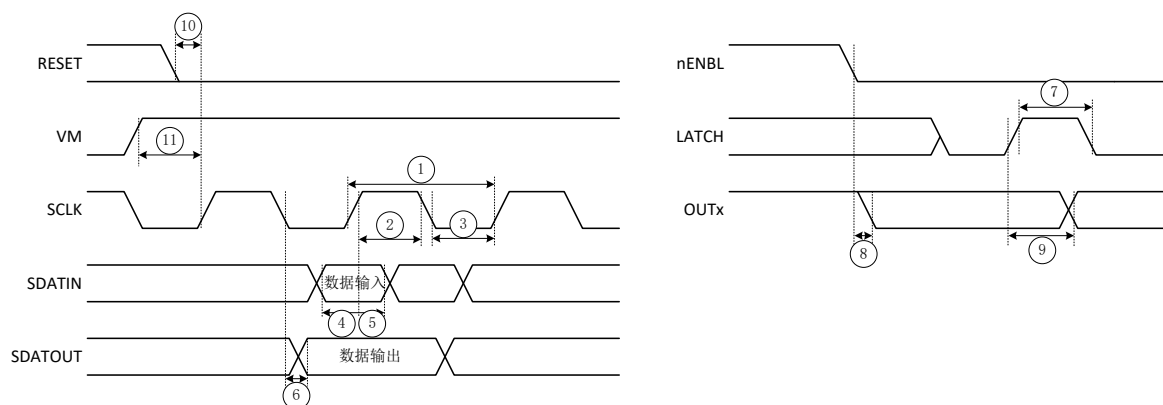 ⑩
RESET
⑪
VM
①
SCLK
②
③
SDATIN
数据输入
④
⑤
SDATOUT
数据输出
⑥
nENBL
⑦
LATCH
OUTx
⑧
⑨